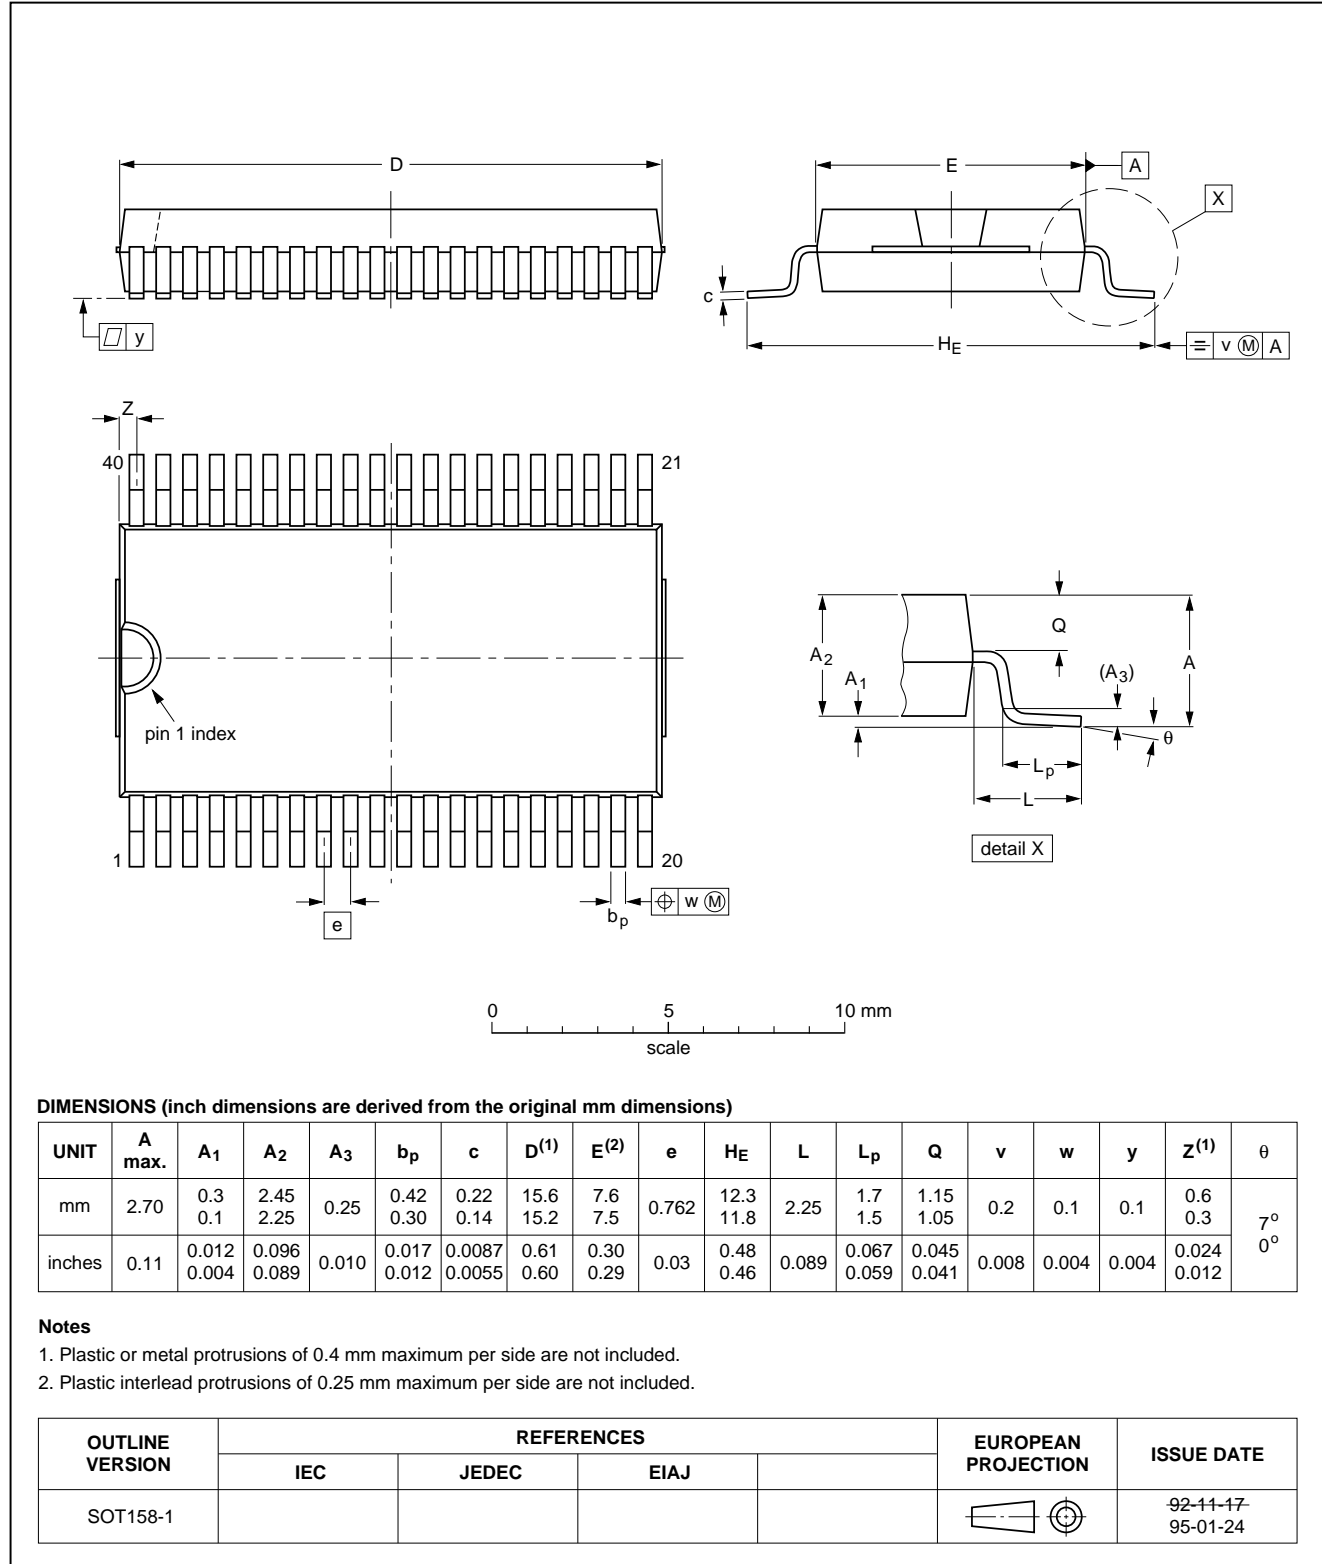 D
E
A
X
c
y
HE
v M A
Z
40
21
pin 1 index
1
20
e
bp
w M
Q
A2
A1
(A3)
A
θ
Lp
L
detail X
0 5 10 mm
scale
DIMENSIONS (inch dimensions are derived from the original mm dimensions)
UNIT A max. A1 A2 A3 bp c D(1) E(2) e HE L Lp Q v w y Z(1) θ
mm 2.70 0.3 0.1 2.45 2.25 0.25 0.42 0.30 0.22 0.14 15.6 15.2 7.6 7.5 0.762 12.3 11.8 2.25 1.7 1.5 1.15 1.05 0.2 0.1 0.1 0.6 0.3 7° 0°
inches 0.11 0.012 0.004 0.096 0.089 0.010 0.017 0.012 0.0087 0.0055 0.61 0.60 0.30 0.29 0.03 0.48 0.46 0.089 0.067 0.059 0.045 0.041 0.008 0.004 0.004 0.024 0.012
Notes
1. Plastic or metal protrusions of 0.4 mm maximum per side are not included.
2. Plastic interlead protrusions of 0.25 mm maximum per side are not included.
OUTLINE VERSION REFERENCES EUROPEAN PROJECTION ISSUE DATE
IEC JEDEC EIAJ
SOT158-1 92-11-17
95-01-24